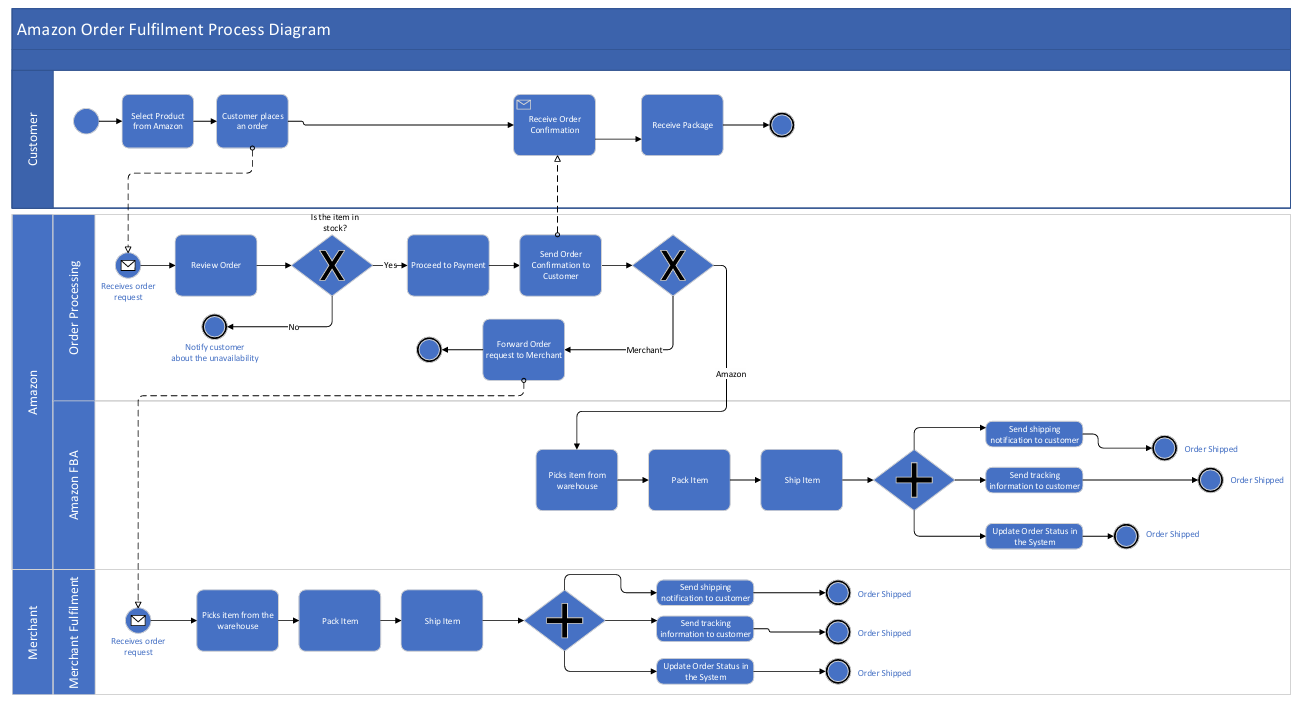 Amazon Order Fulfilment Process Diagram
Customer
Select Product
from Amazon
Customer places
an order
Receive Order
Confirmation
Receive Package
Amazon
Order Processing
Receives order
request
Review Order
Is the item in
stock?
Yes
No
Notify customer
about the unavailability
Proceed to Payment
Send Order
Confirmation to
Customer
Merchant
Forward Order
request to Merchant
Amazon
Amazon FBA
Picks item from
warehouse
Pack Item
Ship Item
Send shipping
notification to customer
Order Shipped
Send tracking
information to customer
Order Shipped
Update Order Status in
the System
Order Shipped
Merchant
Merchant Fulfilment
Receives order
request
Picks item from the
warehouse
Pack Item
Ship Item
Send shipping
notification to customer
Order Shipped
Send tracking
information to customer
Order Shipped
Update Order Status in
the System
Order Shipped